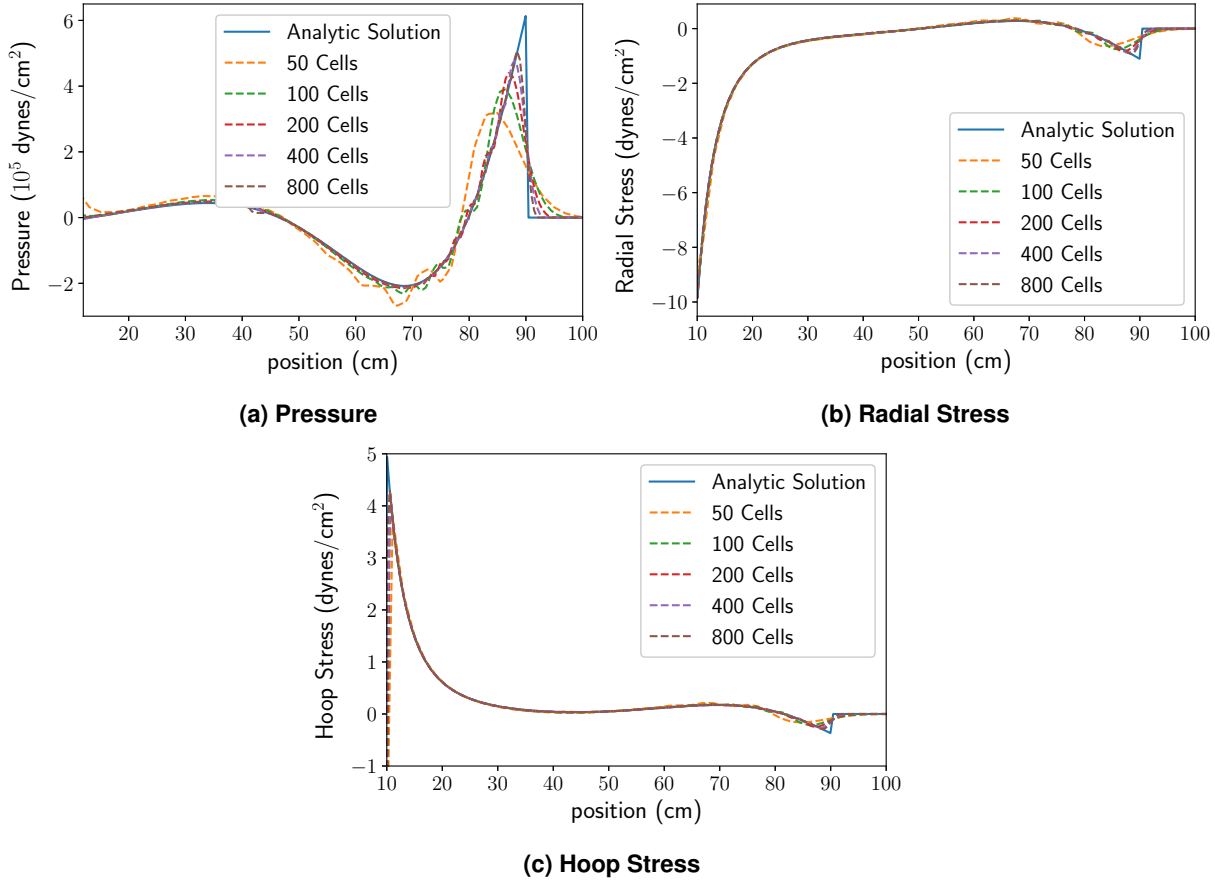 Pressure (10^5 dynes/cm^2)
6
4
2
0
−2
Analytic Solution
50 Cells
100 Cells
200 Cells
400 Cells
800 Cells
20 30 40 50 60 70 80 90 100
position (cm)
(a) Pressure
Radial Stress (dynes/cm^2)
0
−2
−4
−6
−8
−10
Analytic Solution
50 Cells
100 Cells
200 Cells
400 Cells
800 Cells
10 20 30 40 50 60 70 80 90 100
position (cm)
(b) Radial Stress
Hoop Stress (dynes/cm^2)
5
4
3
2
1
0
−1
Analytic Solution
50 Cells
100 Cells
200 Cells
400 Cells
800 Cells
10 20 30 40 50 60 70 80 90 100
position (cm)
(c) Hoop Stress